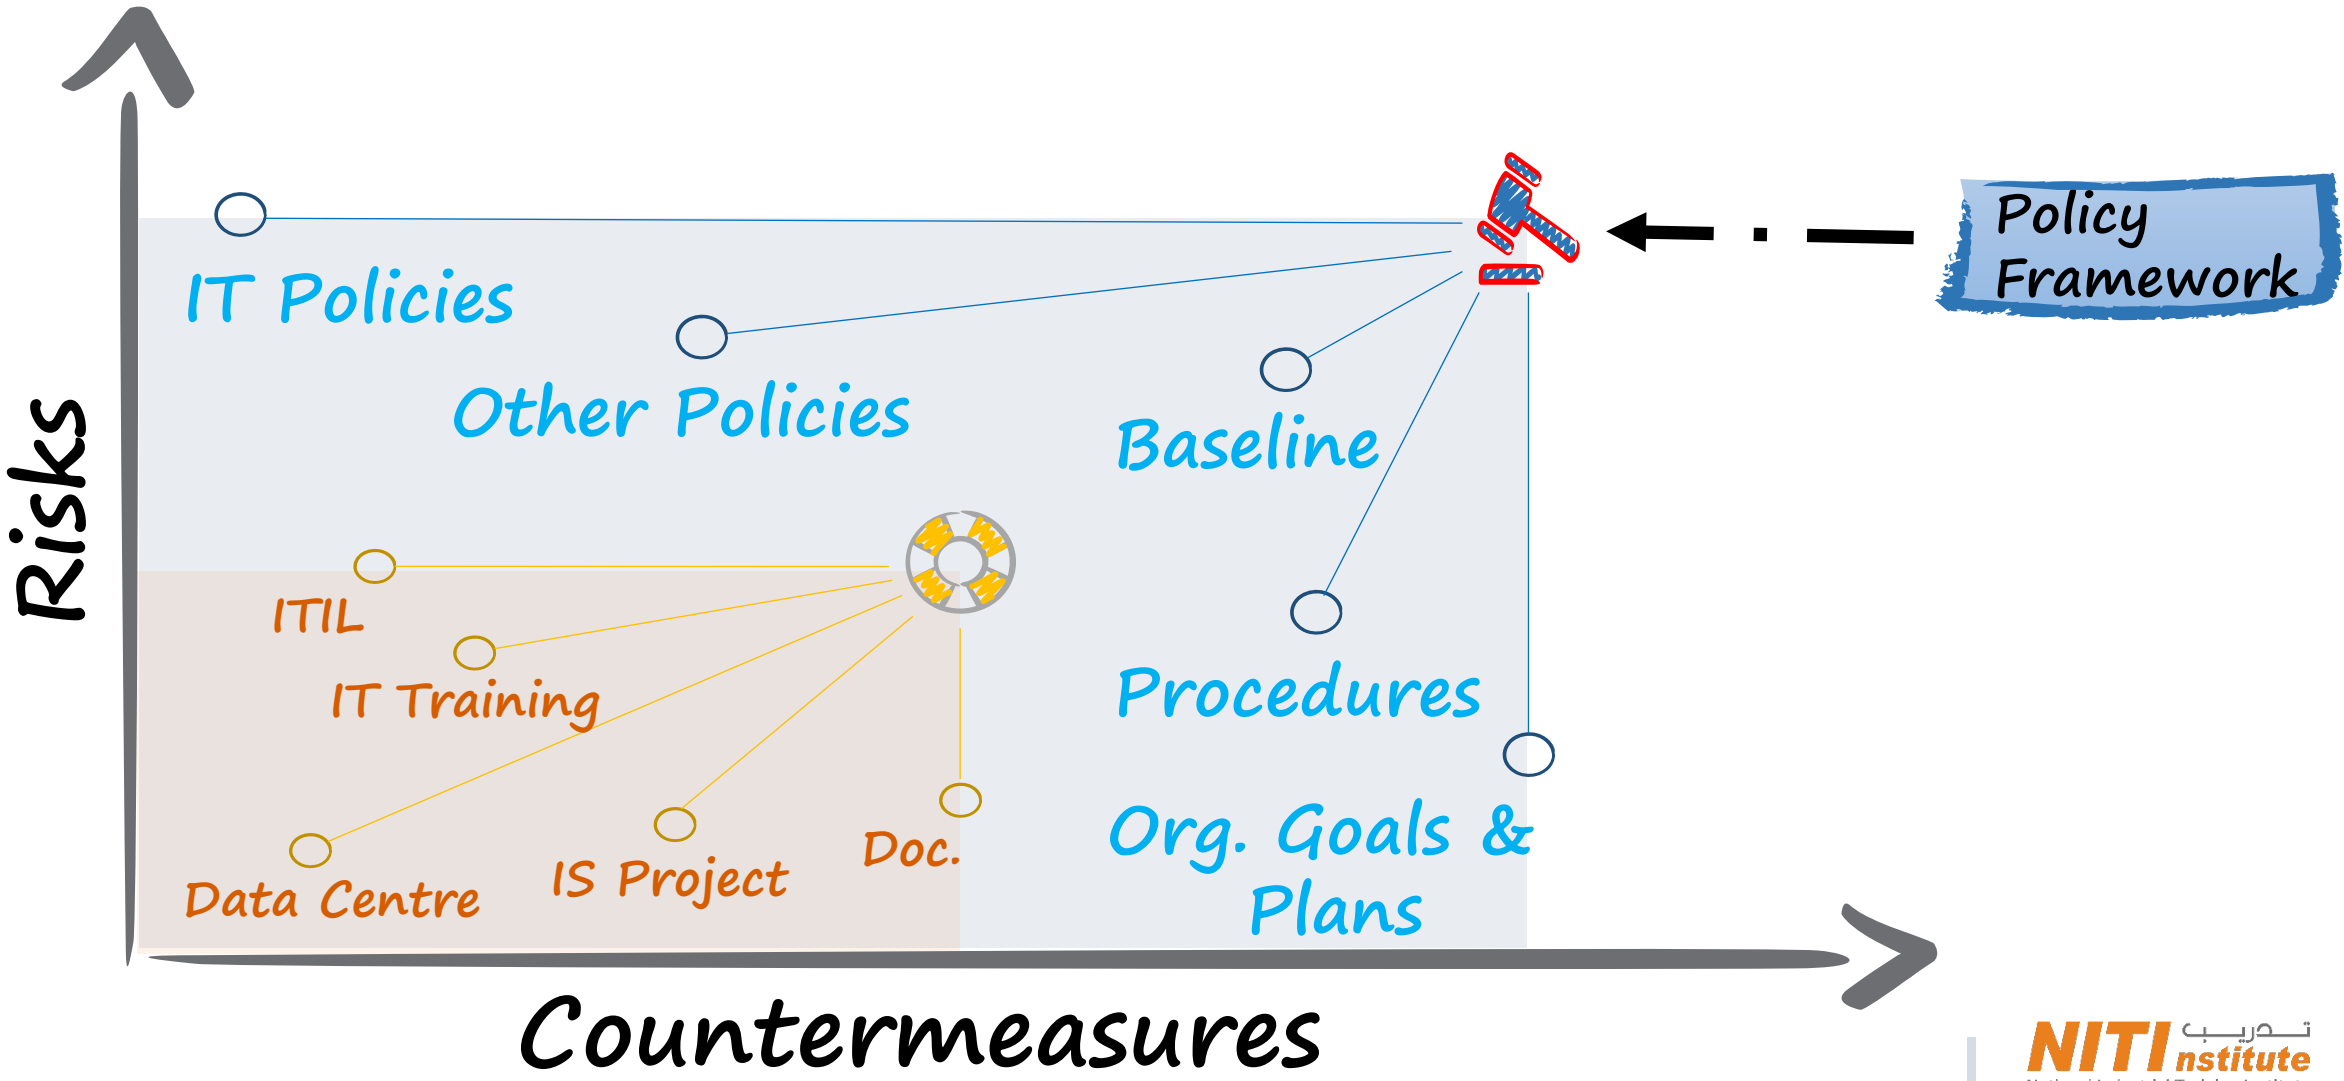 Policy
Framework
IT Policies
Other Policies
Baseline
Risks
ITIL
IT Training
Procedures
Data Centre
IS Project
Doc.
Org. Goals &
Plans
Countermeasures
تدريب
NITI nstitute